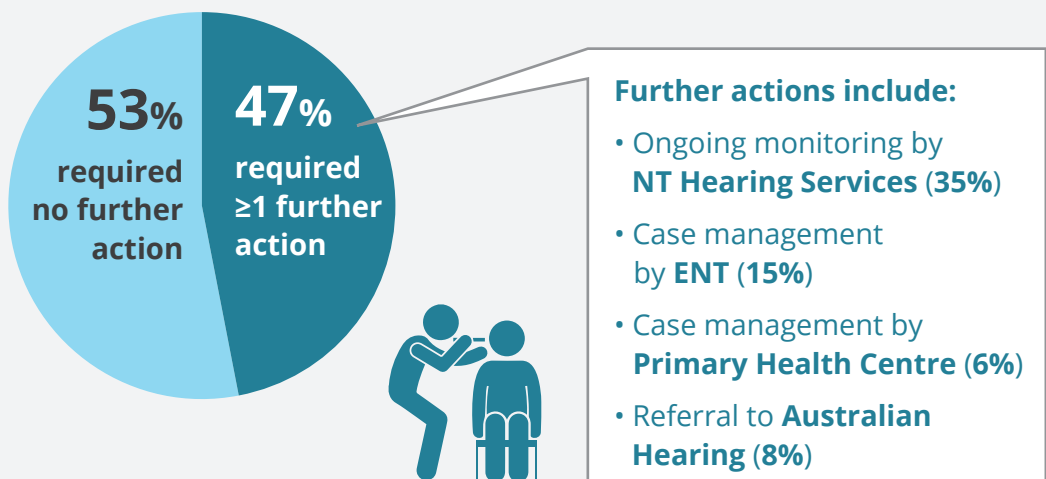 53%
required
no further
action
47%
required
≥1 further
action
Further actions include:
• Ongoing monitoring by
NT Hearing Services (35%)
• Case management
by ENT (15%)
• Case management by
Primary Health Centre (6%)
• Referral to Australian
Hearing (8%)